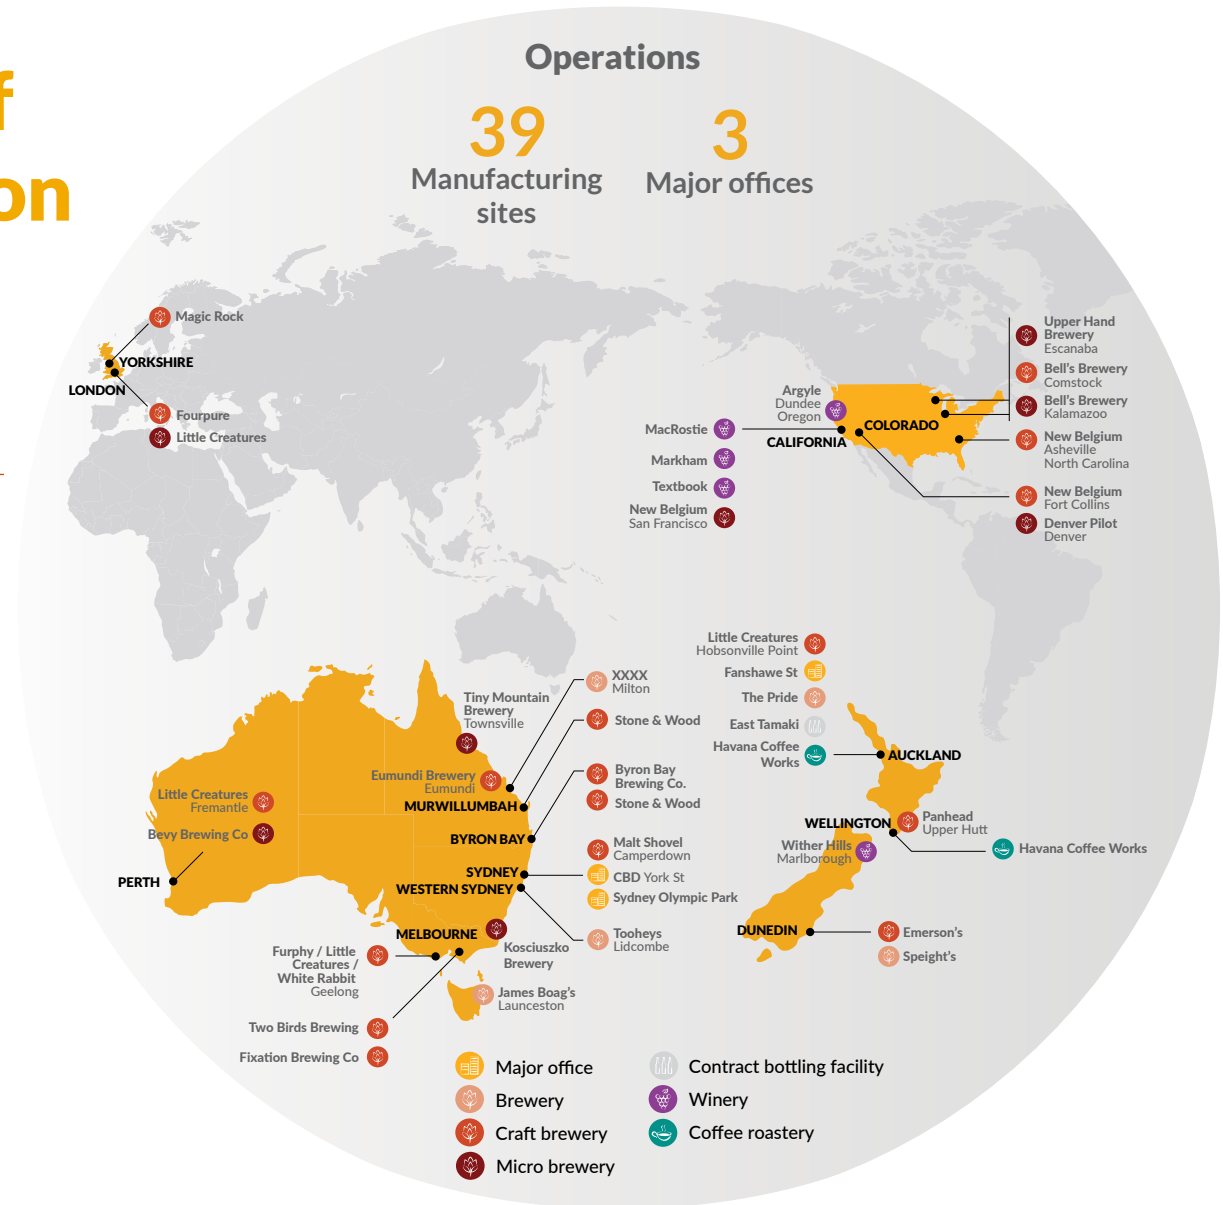 f
on
Operations
39
Manufacturing
sites
3
Major offices
Magic Rock
YORKSHIRE
LONDON
Fourpure
Little Creatures
Argyle
Dundee
Oregon
MacRostie
Markham
Textbook
New Belgium
San Francisco
CALIFORNIA
COLORADO
Upper Hand
Brewery
Escanaba
Bell's Brewery
Comstock
Bell's Brewery
Kalamazoo
New Belgium
Asheville
North Carolina
New Belgium
Fort Collins
Denver Pilot
Denver
Tiny Mountain
Brewery
Townsville
XXXX
Milton
Stone & Wood
Eumundi Brewery
Eumundi
MURWILLUMBAH
Byron Bay
Brewing Co.
Stone & Wood
BYRON BAY
Little Creatures
Fremantle
Bevy Brewing Co
PERTH
Malt Shovel
Camperdown
SYDNEY
CBD York St
WESTERN SYDNEY
Sydney Olympic Park
Tooheys
Lidcombe
MELBOURNE
Kosciuszko
Brewery
Furphy / Little
Creatures /
White Rabbit
Geelong
James Boag's
Launceston
Two Birds Brewing
Fixation Brewing Co
Little Creatures
Hobsonville Point
Fanshawe St
The Pride
East Tamaki
Havana Coffee
Works
AUCKLAND
WELLINGTON
Panhead
Upper Hutt
Wither Hills
Marlborough
Havana Coffee Works
DUNEDIN
Emerson's
Speight's
Major office
Brewery
Craft brewery
Micro brewery
Contract bottling facility
Winery
Coffee roastery